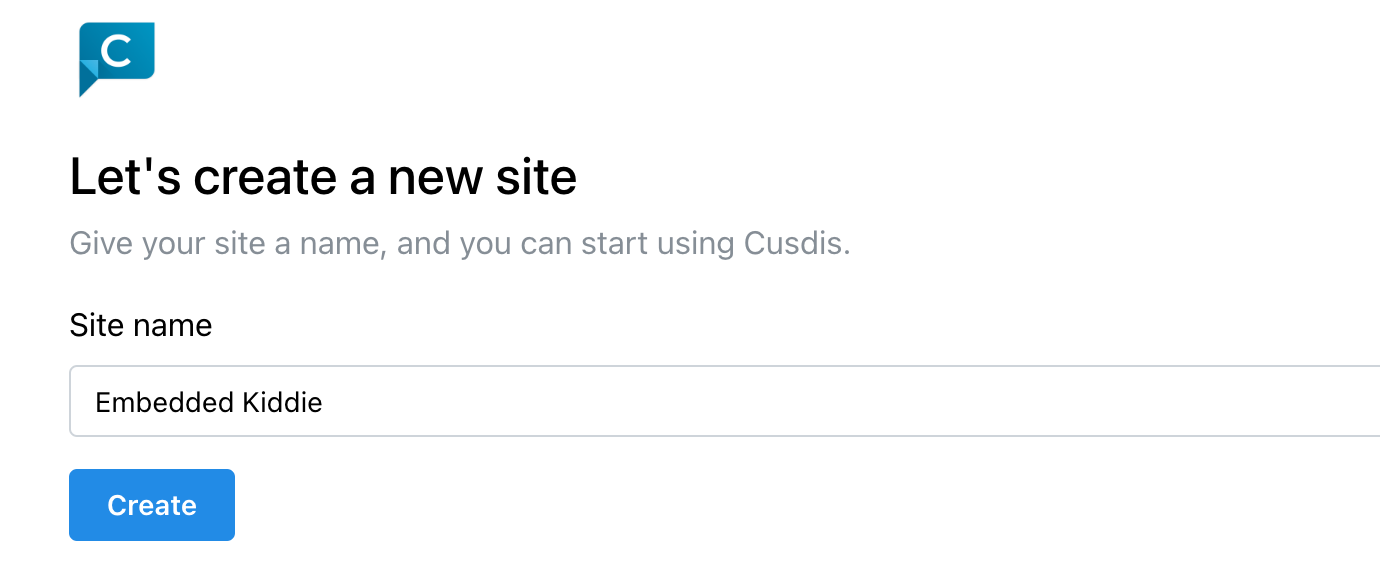 C
Let's create a new site
Give your site a name, and you can start using Cusdis.
Site name
Embedded Kiddie
Create